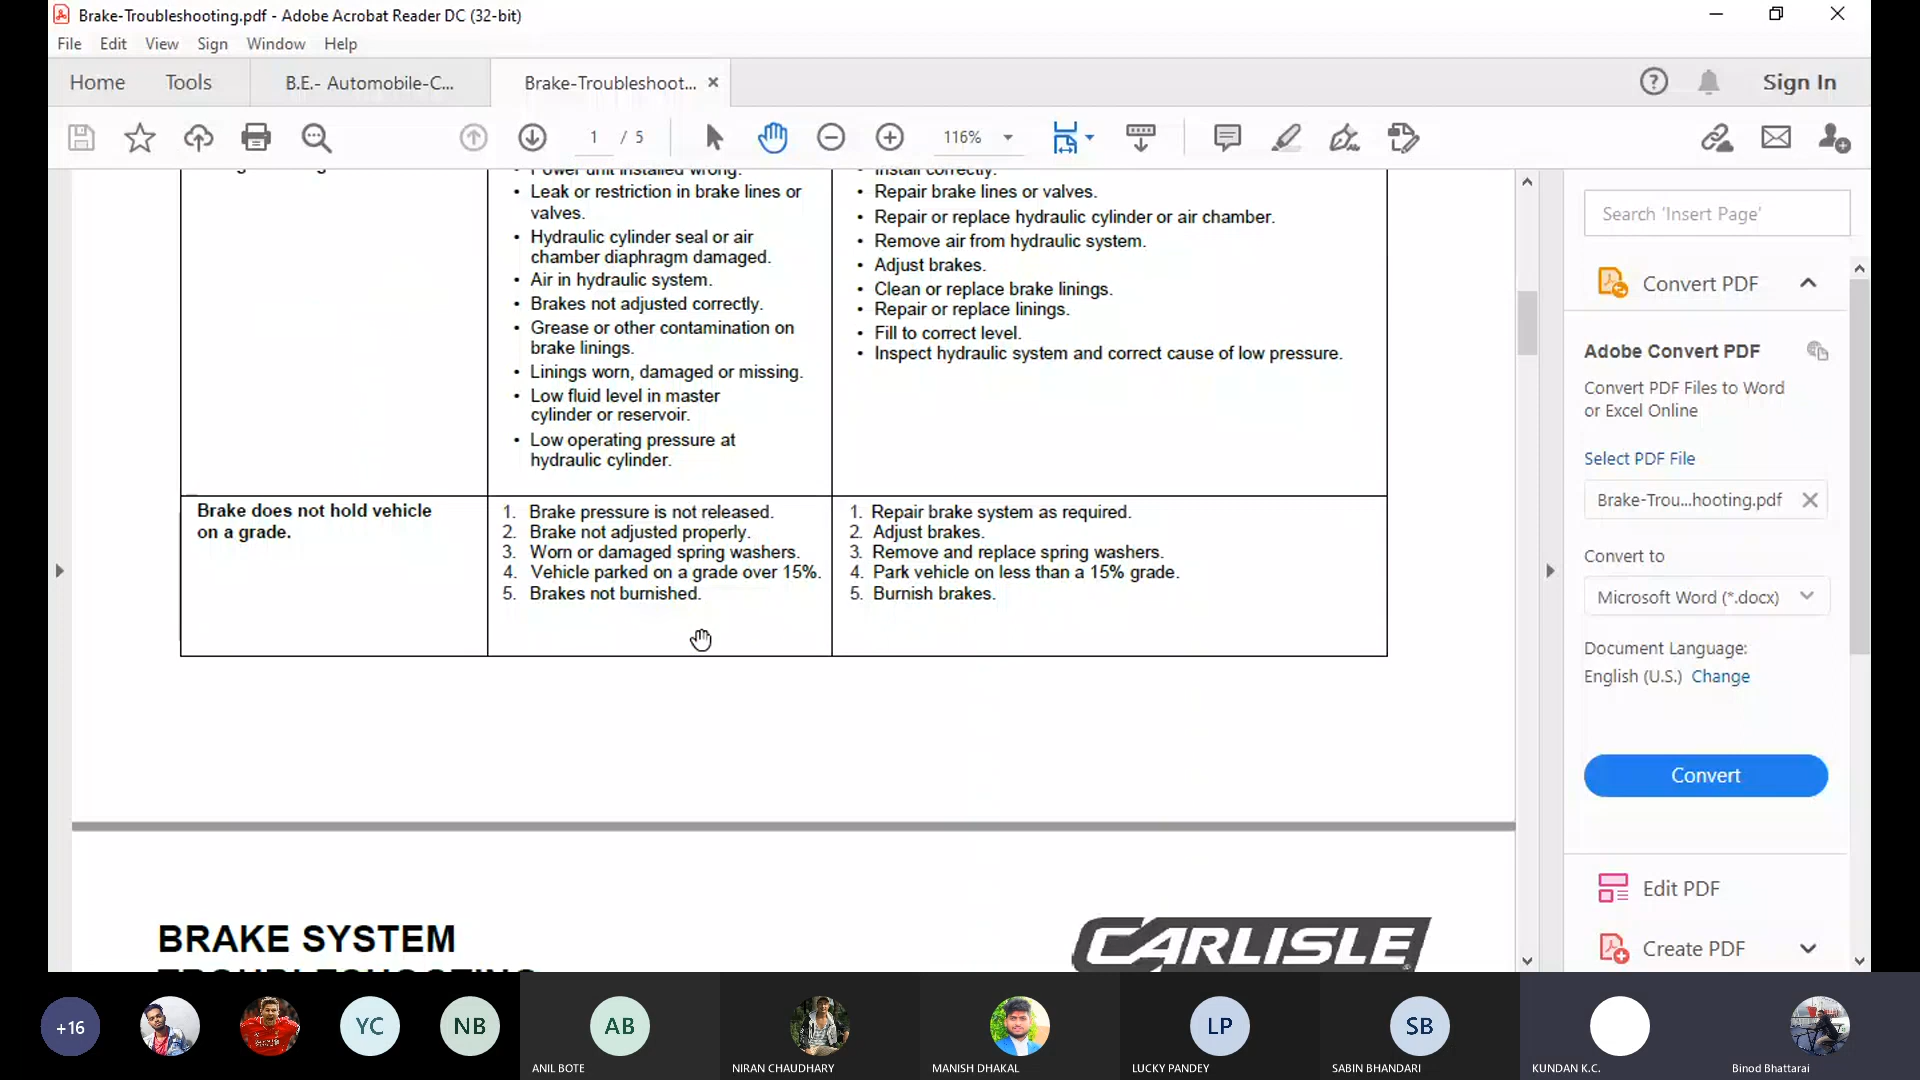 Brake-Troubleshooting.pdf - Adobe Acrobat Reader DC (32-bit)
File Edit View Sign Window Help
Home Tools B.E.- Automobile-C... Brake-Troubleshoot... Sign In
1 / 5 116%
• Power unit installed wrong.
• Leak or restriction in brake lines or
valves.
• Hydraulic cylinder seal or air
chamber diaphragm damaged.
• Air in hydraulic system.
• Brakes not adjusted correctly.
• Grease or other contamination on
brake linings.
• Linings worn, damaged or missing.
• Low fluid level in master
cylinder or reservoir.
• Low operating pressure at
hydraulic cylinder.
• Install correctly.
• Repair brake lines or valves.
• Repair or replace hydraulic cylinder or air chamber.
• Remove air from hydraulic system.
• Adjust brakes.
• Clean or replace brake linings.
• Repair or replace linings.
• Fill to correct level.
• Inspect hydraulic system and correct cause of low pressure.
Brake does not hold vehicle
on a grade.
1. Brake pressure is not released.
2. Brake not adjusted properly.
3. Worn or damaged spring washers.
4. Vehicle parked on a grade over 15%.
5. Brakes not burnished.
1. Repair brake system as required.
2. Adjust brakes.
3. Remove and replace spring washers.
4. Park vehicle on less than a 15% grade.
5. Burnish brakes.
BRAKE SYSTEM
TROUBLESHOOTING
CARLISLE
Search 'Insert Page'
Convert PDF
Adobe Convert PDF
Convert PDF Files to Word
or Excel Online
Select PDF File
Brake-Trou...hooting.pdf
Convert to
Microsoft Word (*.docx)
Document Language:
English (U.S.) Change
Convert
Edit PDF
Create PDF
+16 YC NB AB LP SB
ANIL BOTE NIRAN CHAUDHARY MANISH DHAKAL LUCKY PANDEY SABIN BHANDARI KUNDAN K.C. Binod Bhattarai